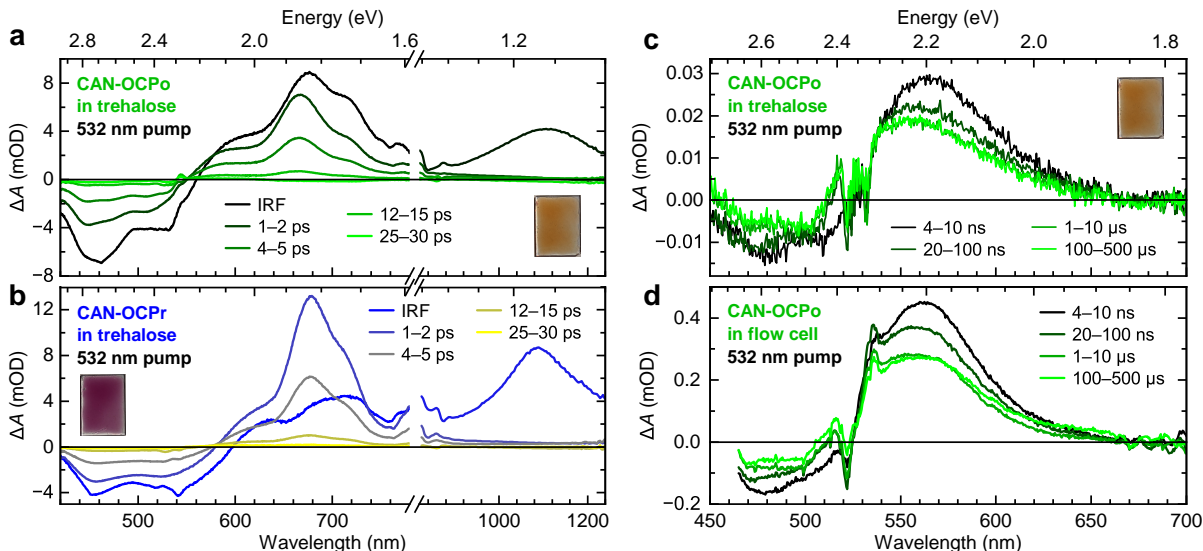 Energy (eV)
2.8 2.4 2.0 1.6 1.2
a
CAN-OCPo
in trehalose
532 nm pump
8
4
0
−4
−8
ΔA (mOD)
IRF
1–2 ps
4–5 ps
12–15 ps
25–30 ps
b
CAN-OCPr
in trehalose
532 nm pump
12
8
4
0
−4
ΔA (mOD)
IRF
1–2 ps
4–5 ps
12–15 ps
25–30 ps
500 600 700 1000 1200
Wavelength (nm)
Energy (eV)
2.6 2.4 2.2 2.0 1.8
c
CAN-OCPo
in trehalose
532 nm pump
0.03
0.02
0.01
0.00
−0.01
ΔA (mOD)
4–10 ns
20–100 ns
1–10 µs
100–500 µs
d
CAN-OCPo
in flow cell
532 nm pump
0.4
0.2
0.0
−0.2
ΔA (mOD)
4–10 ns
20–100 ns
1–10 µs
100–500 µs
450 500 550 600 650 700
Wavelength (nm)